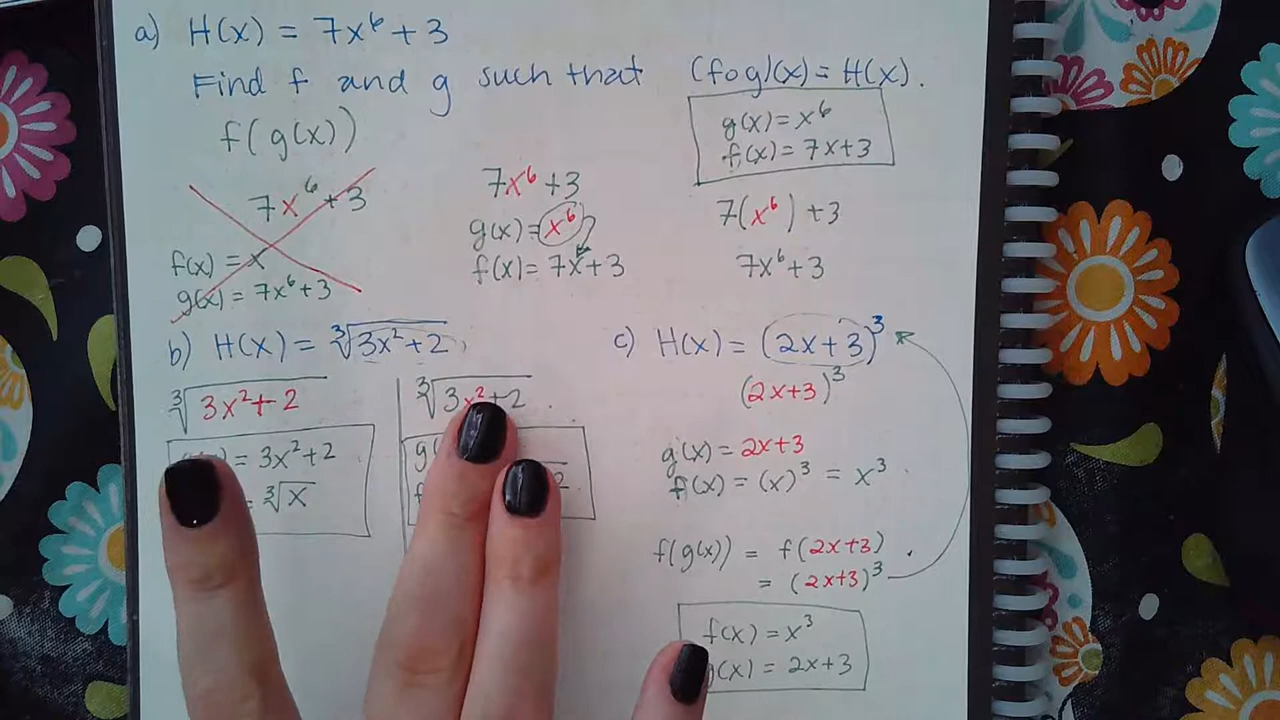 a) H(x) = 7x⁶ + 3
Find f and g such that (f∘g)(x) = H(x).
f(g(x))
g(x) = x⁶
f(x) = 7x+3
7x⁶ + 3
f(x) = x
g(x) = 7x⁶ + 3
7x⁶ + 3
g(x) = x⁶
f(x) = 7x + 3
7(x⁶) + 3
7x⁶ + 3
b) H(x) = ∛(3x² + 2)
∛(3x² + 2)
= 3x² + 2
= ∛x
∛(3x² + 2)
g(
2
c) H(x) = (2x + 3)³
(2x+3)³
g(x) = 2x+3
f(x) = (x)³ = x³
f(g(x)) = f(2x+3)
= (2x+3)³
f(x) = x³
g(x) = 2x+3